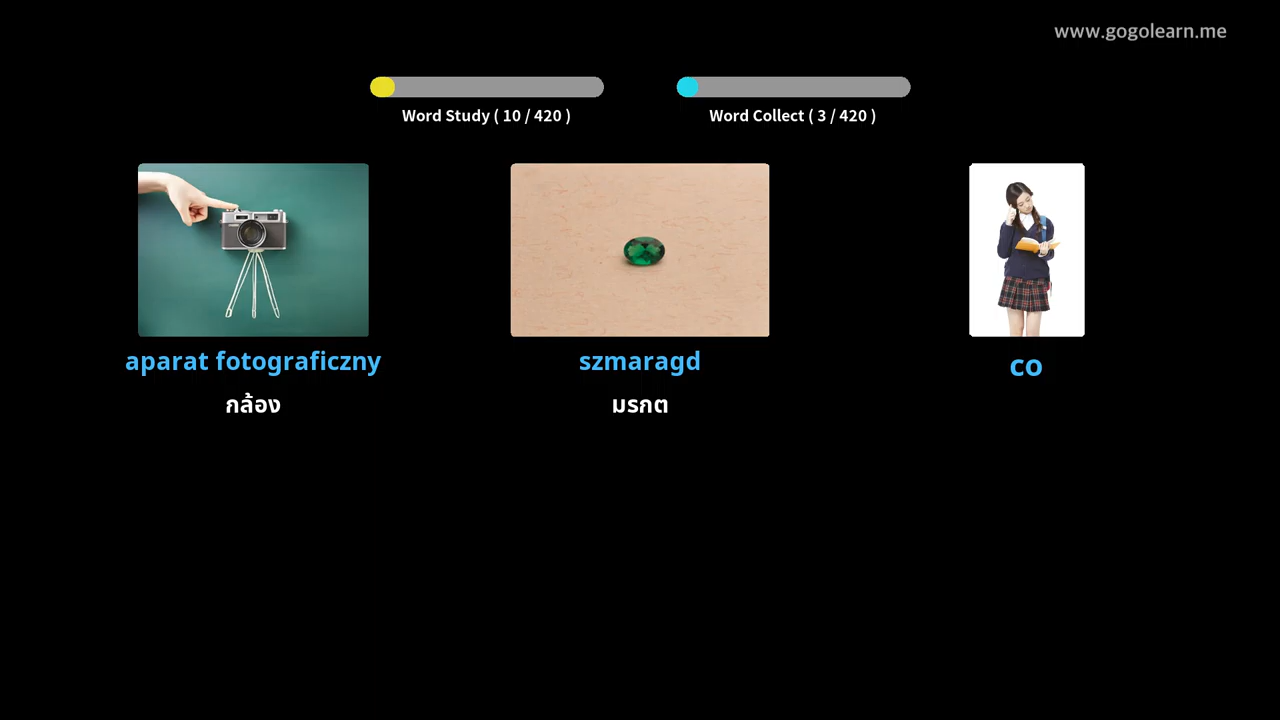 www.gogolearn.me
Word Study ( 10 / 420 )
Word Collect ( 3 / 420 )
aparat fotograficzny
กล้อง
szmaragd
มรกต
co